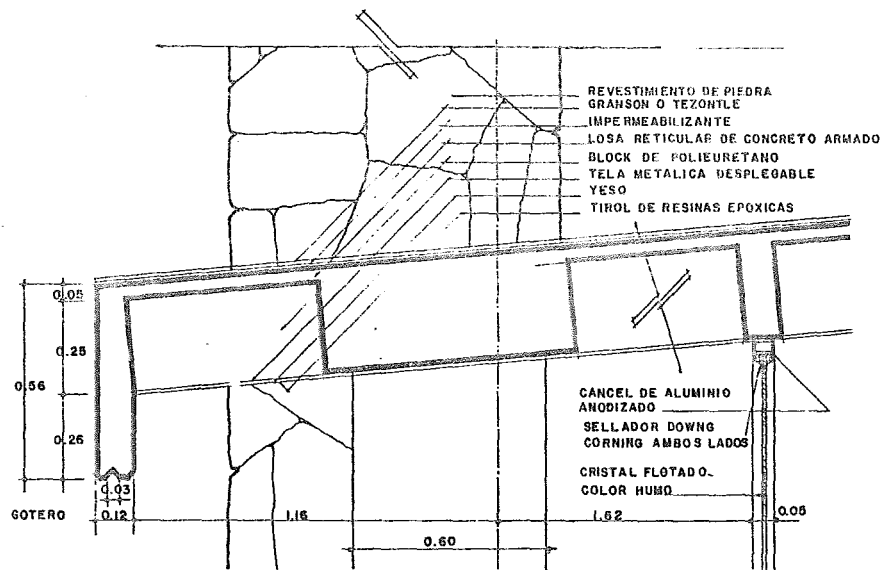 REVESTIMIENTO DE PIEDRA
GRANSON O TEZONTLE
IMPERMEABILIZANTE
LOSA RETICULAR DE CONCRETO ARMADO
BLOCK DE POLIEURETANO
TELA METALICA DESPLEGABLE
YESO
TIROL DE RESINAS EPOXICAS
0.05
0.25
0.56
0.26
0.03
GOTERO
0.12
1.16
0.60
1.62
0.05
CANCEL DE ALUMINIO
ANODIZADO
SELLADOR DOWNG
CORNING AMBOS LADOS
CRISTAL FLOTADO-
COLOR HUMO